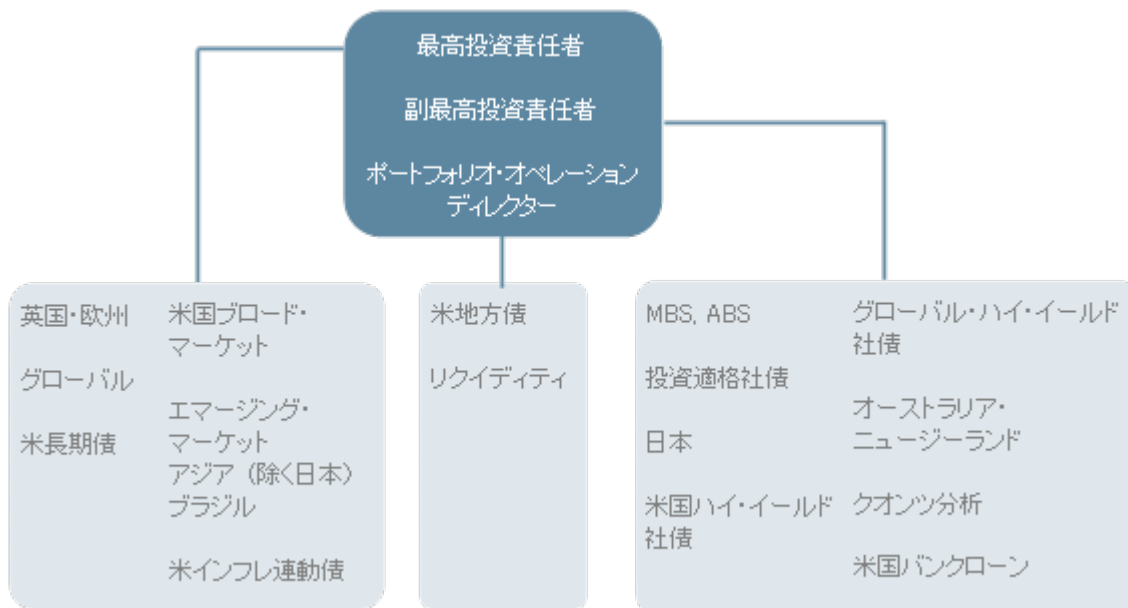 最高投資責任者
副最高投資責任者
ポートフォリオ・オペレーション
ディレクター
英国・欧州
グローバル
米長期債
米国ブロード・
マーケット
エマージング・
マーケット
アジア（除く日本）
ブラジル
米インフレ連動債
米地方債
リクイディティ
MBS, ABS
投資適格社債
日本
米国ハイ・イールド
社債
グローバル・ハイ・イールド
社債
オーストラリア・
ニュージーランド
クオンツ分析
米国バンクローン